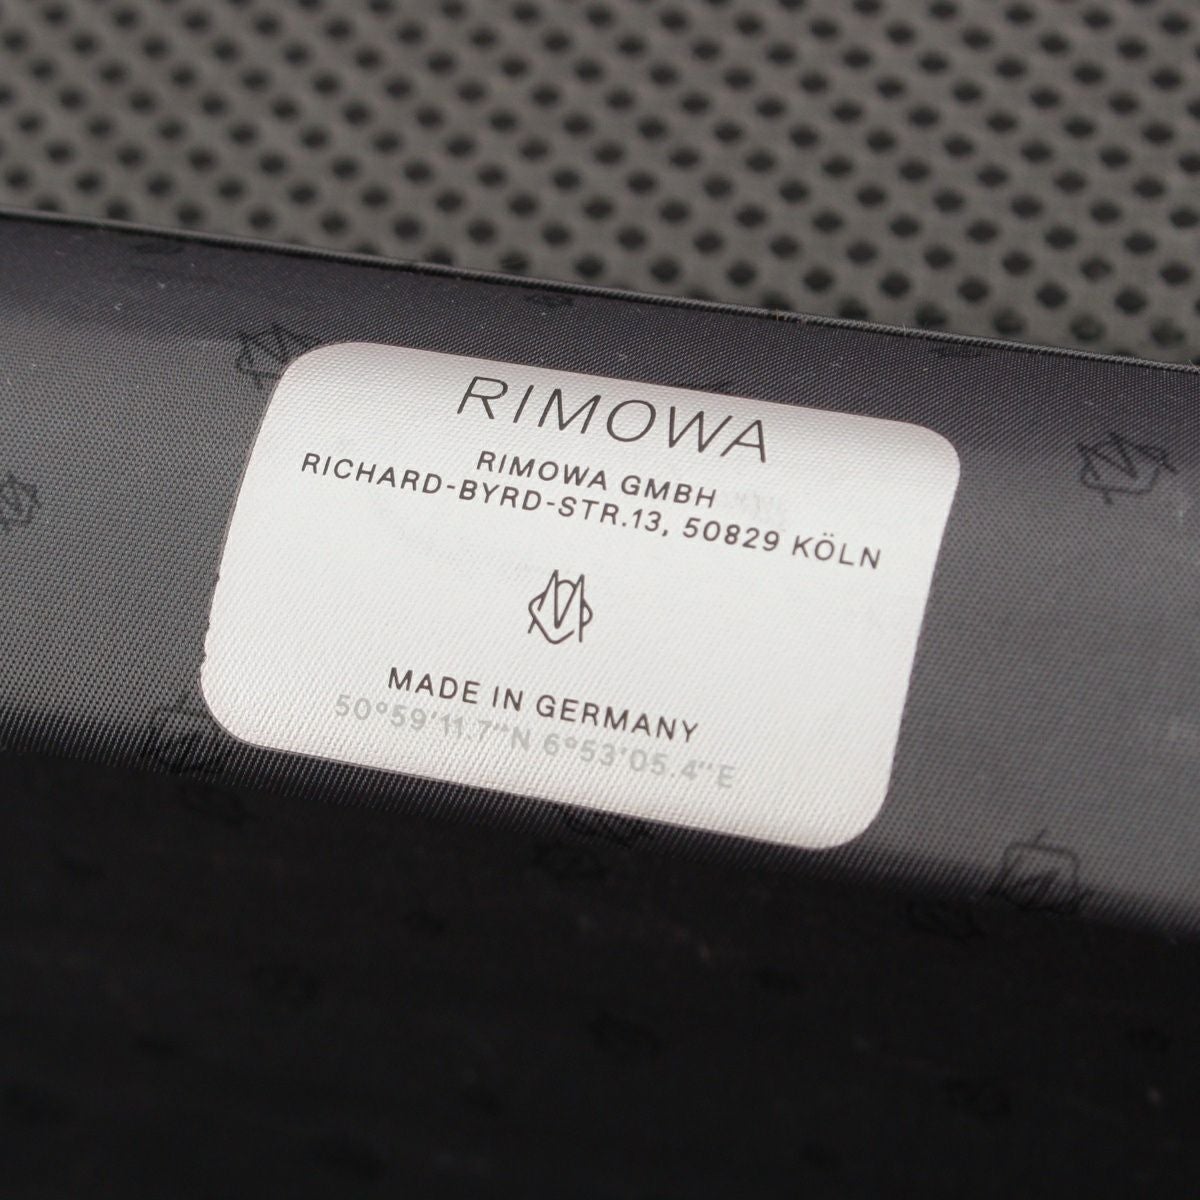 RIMOWA
RIMOWA GMBH
RICHARD-BYRD-STR.13, 50829 KÖLN
MADE IN GERMANY
50°59'11.7"N 6°53'05.4"E